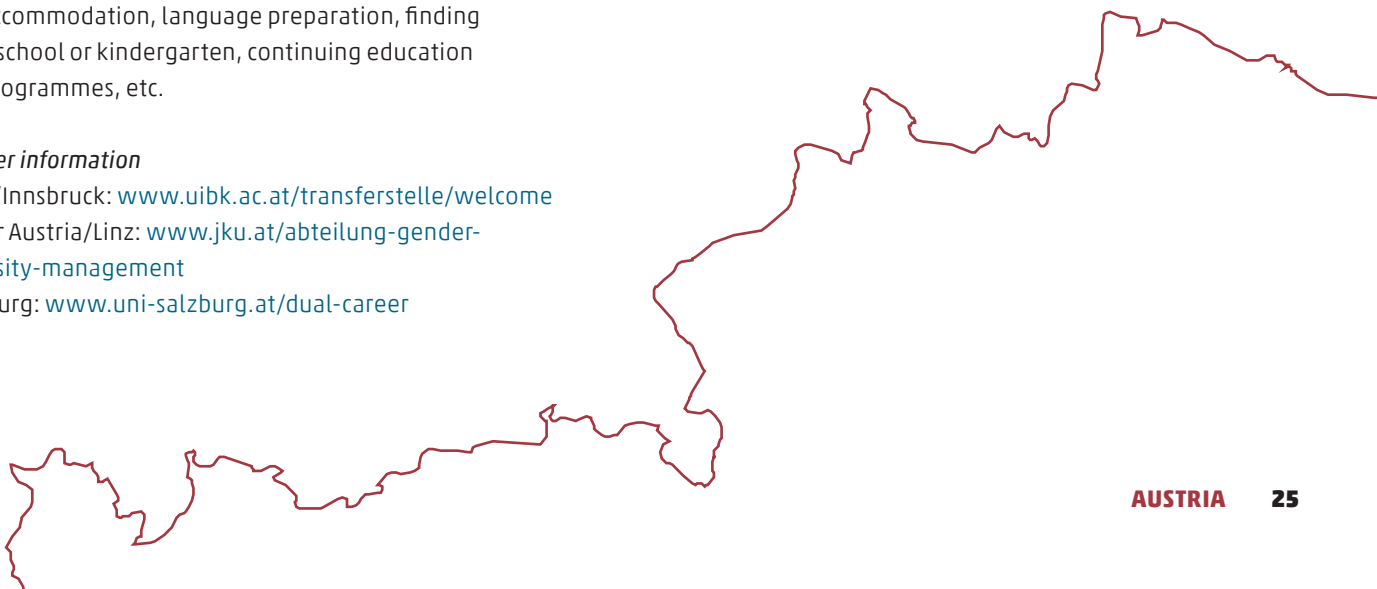 ccommodation, language preparation, finding
school or kindergarten, continuing education
ogrammes, etc.
er information
/Innsbruck: www.uibk.ac.at/transferstelle/welcome
r Austria/Linz: www.jku.at/abteilung-gender-
sity-management
urg: www.uni-salzburg.at/dual-career
AUSTRIA 25